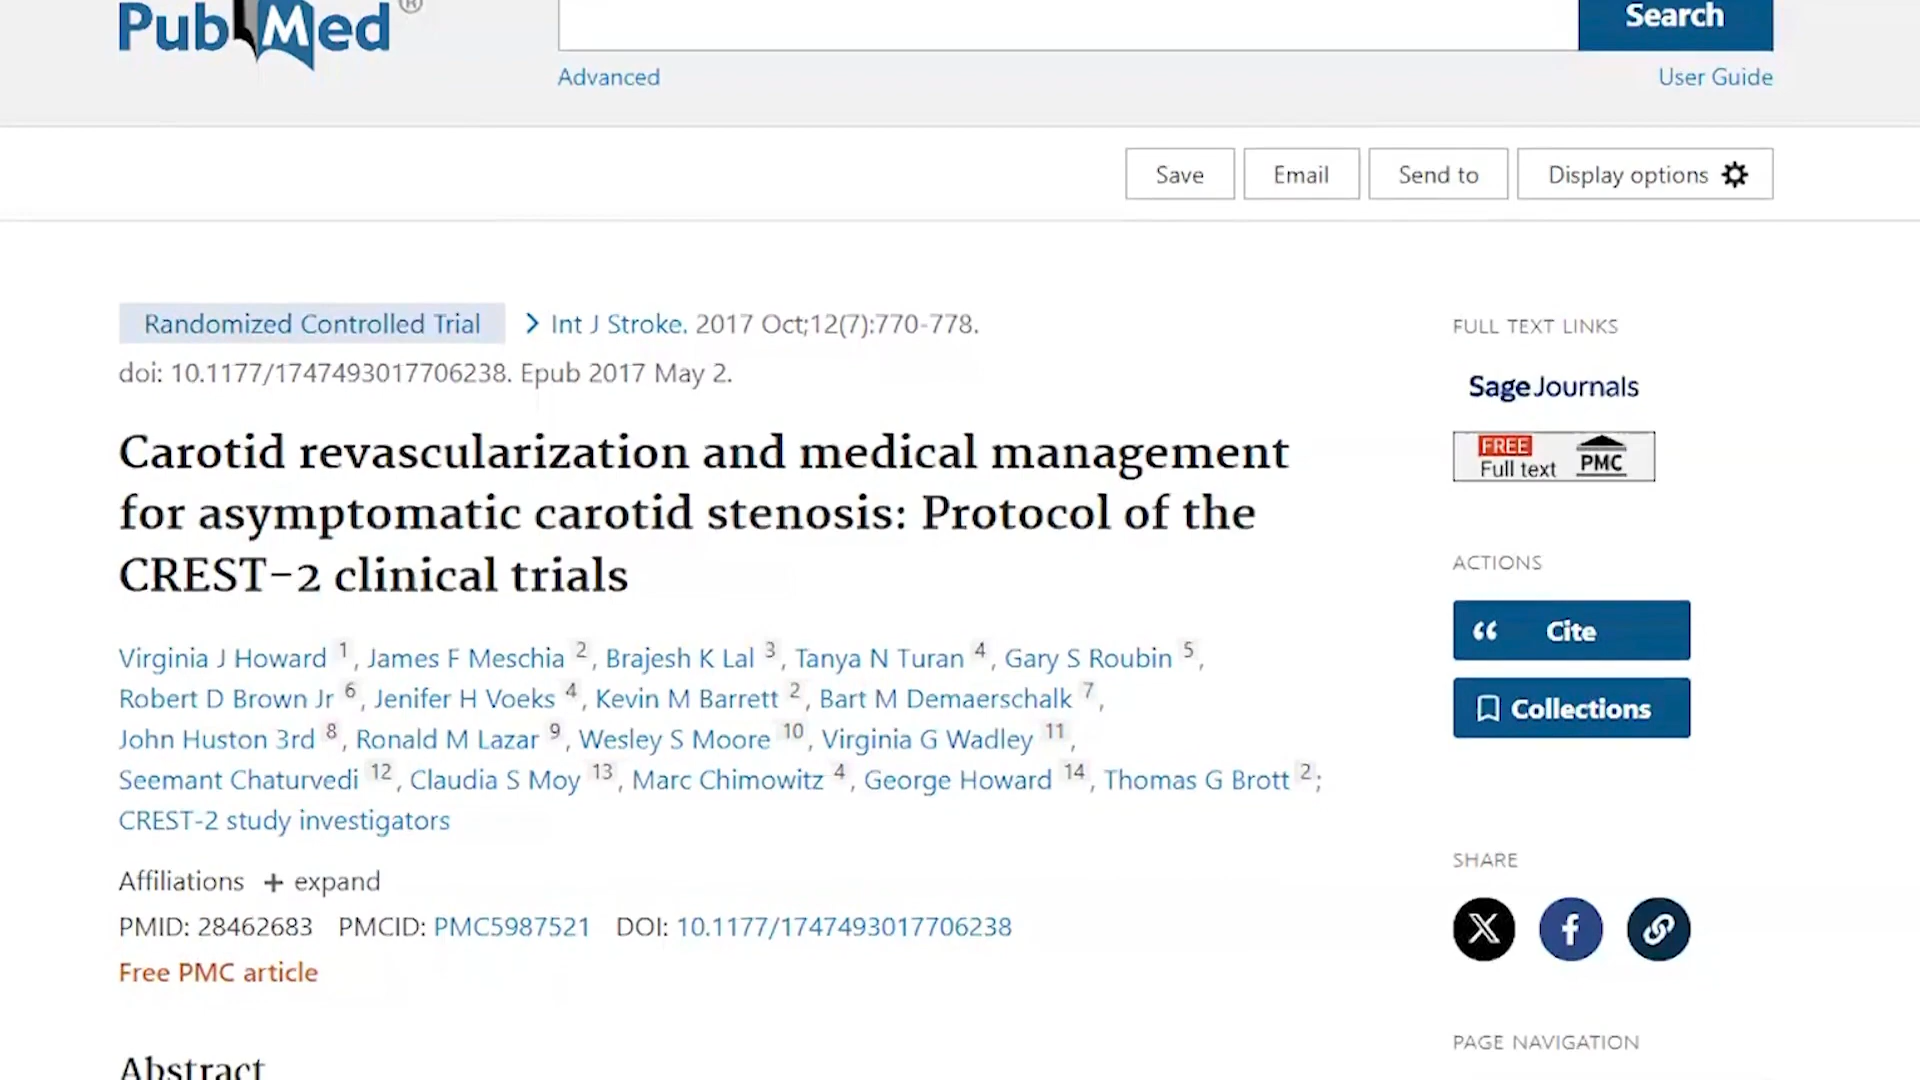 PubMed®
Search
Advanced
User Guide
Save
Email
Send to
Display options
Randomized Controlled Trial
Int J Stroke. 2017 Oct;12(7):770-778.
doi: 10.1177/1747493017706238. Epub 2017 May 2.
Carotid revascularization and medical management
for asymptomatic carotid stenosis: Protocol of the
CREST-2 clinical trials
Virginia J Howard 1, James F Meschia 2, Brajesh K Lal 3, Tanya N Turan 4, Gary S Roubin 5,
Robert D Brown Jr 6, Jenifer H Voeks 4, Kevin M Barrett 2, Bart M Demaerschalk 7,
John Huston 3rd 8, Ronald M Lazar 9, Wesley S Moore 10, Virginia G Wadley 11,
Seemant Chaturvedi 12, Claudia S Moy 13, Marc Chimowitz 4, George Howard 14, Thomas G Brott 2;
CREST-2 study investigators
Affiliations + expand
PMID: 28462683 PMCID: PMC5987521 DOI: 10.1177/1747493017706238
Free PMC article
Abstract
FULL TEXT LINKS
Sage Journals
FREE
Full text
PMC
ACTIONS
Cite
Collections
SHARE
PAGE NAVIGATION